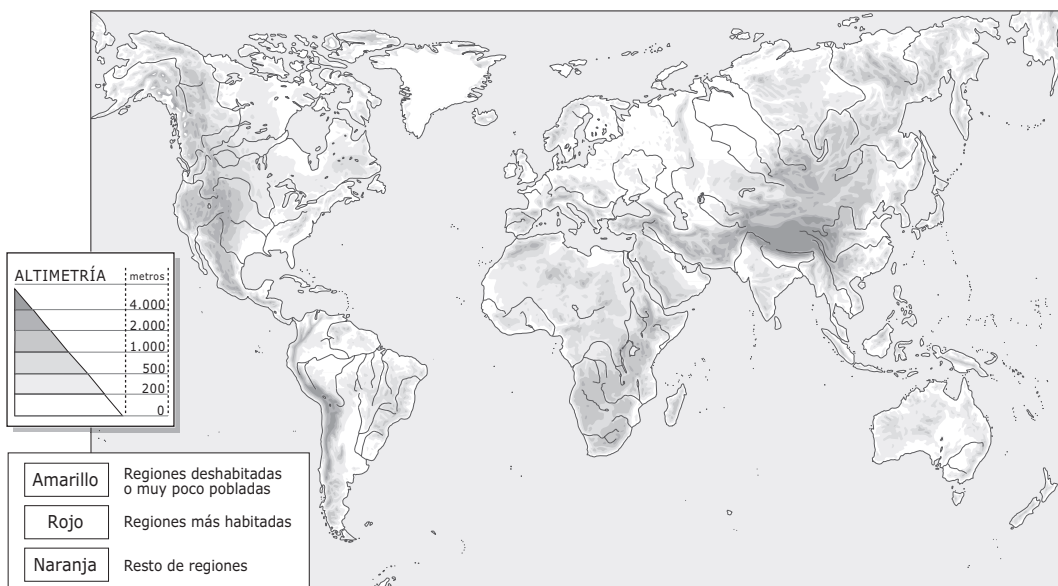 ALTIMETRÍA metros
4.000
2.000
1.000
500
200
0
Amarillo Regiones deshabitadas
o muy poco pobladas
Rojo Regiones más habitadas
Naranja Resto de regiones